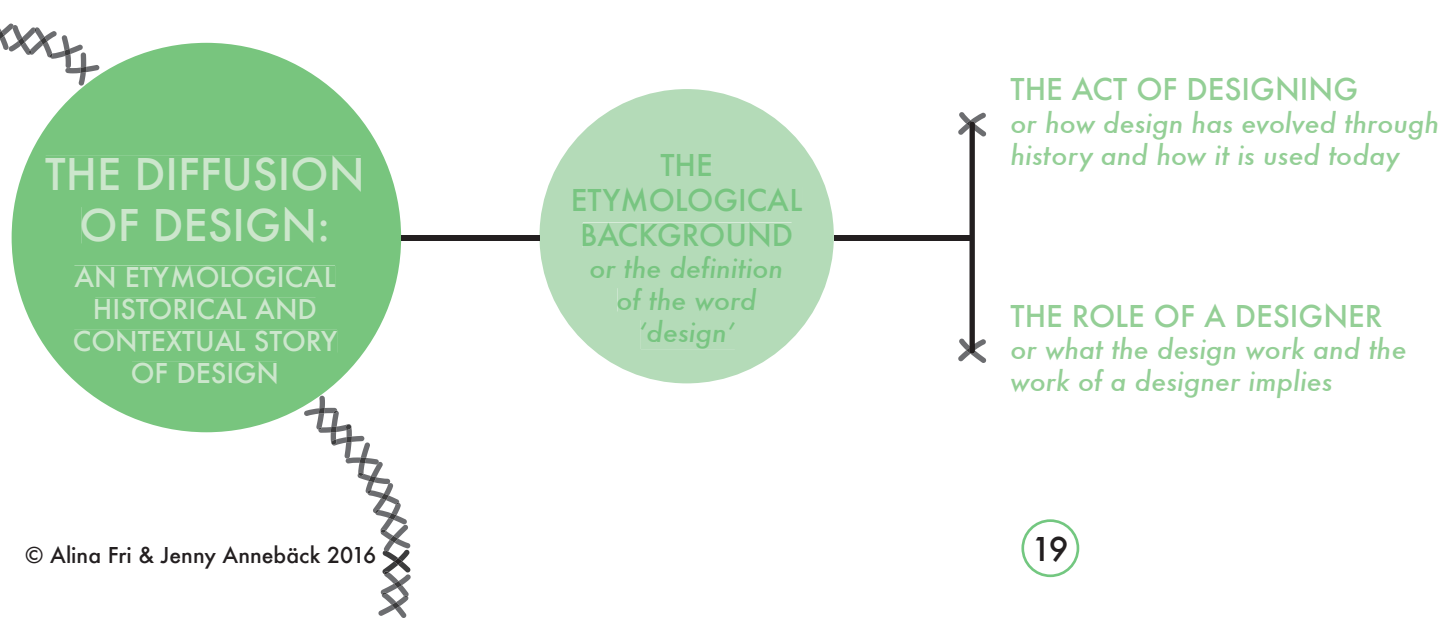 THE DIFFUSION
OF DESIGN:
AN ETYMOLOGICAL
HISTORICAL AND
CONTEXTUAL STORY
OF DESIGN
THE
ETYMOLOGICAL
BACKGROUND
or the definition
of the word
‘design’
THE ACT OF DESIGNING
or how design has evolved through
history and how it is used today
THE ROLE OF A DESIGNER
or what the design work and the
work of a designer implies
© Alina Fri & Jenny Annebäck 2016
19